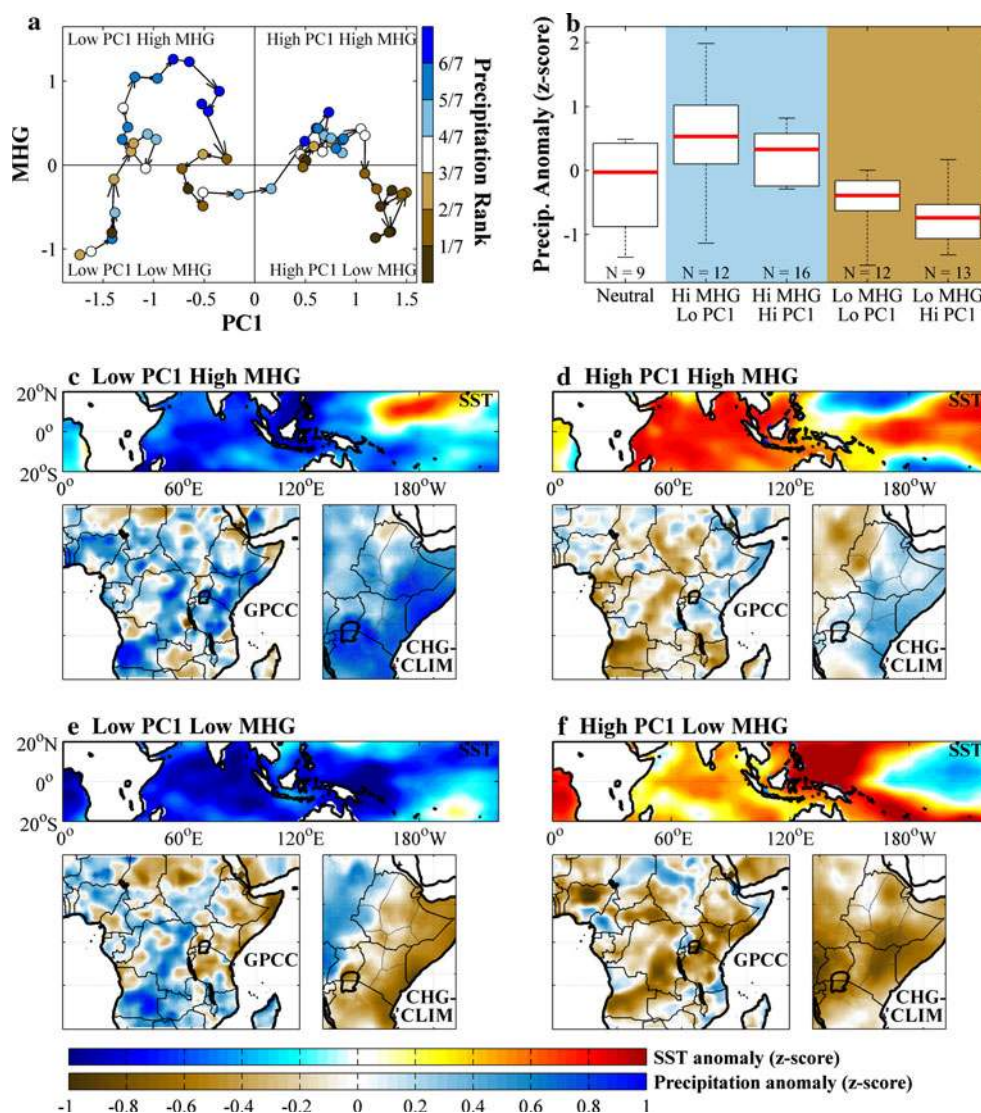 a
Low PC1 High MHG
High PC1 High MHG
Low PC1 Low MHG
High PC1 Low MHG
MHG
1
0
-1
-1.5 -1 -0.5 0 0.5 1 1.5
PC1
6/7
5/7
4/7
3/7
2/7
1/7
Precipitation Rank
b
Precip. Anomaly (z-score)
2
1
0
-1
N = 9 N = 12 N = 16 N = 12 N = 13
Neutral Hi MHG Hi MHG Lo MHG Lo MHG
Lo PC1 Hi PC1 Lo PC1 Hi PC1
c Low PC1 High MHG
20°N
0°
20°S
SST
0° 60°E 120°E 180°W
GPCC
CHG-
CLIM
d High PC1 High MHG
SST
0° 60°E 120°E 180°W
GPCC
CHG-
CLIM
e Low PC1 Low MHG
20°N
0°
20°S
SST
0° 60°E 120°E 180°W
GPCC
CHG-
CLIM
f High PC1 Low MHG
SST
0° 60°E 120°E 180°W
GPCC
CHG-
CLIM
SST anomaly (z-score)
Precipitation anomaly (z-score)
-1 -0.8 -0.6 -0.4 -0.2 0 0.2 0.4 0.6 0.8 1